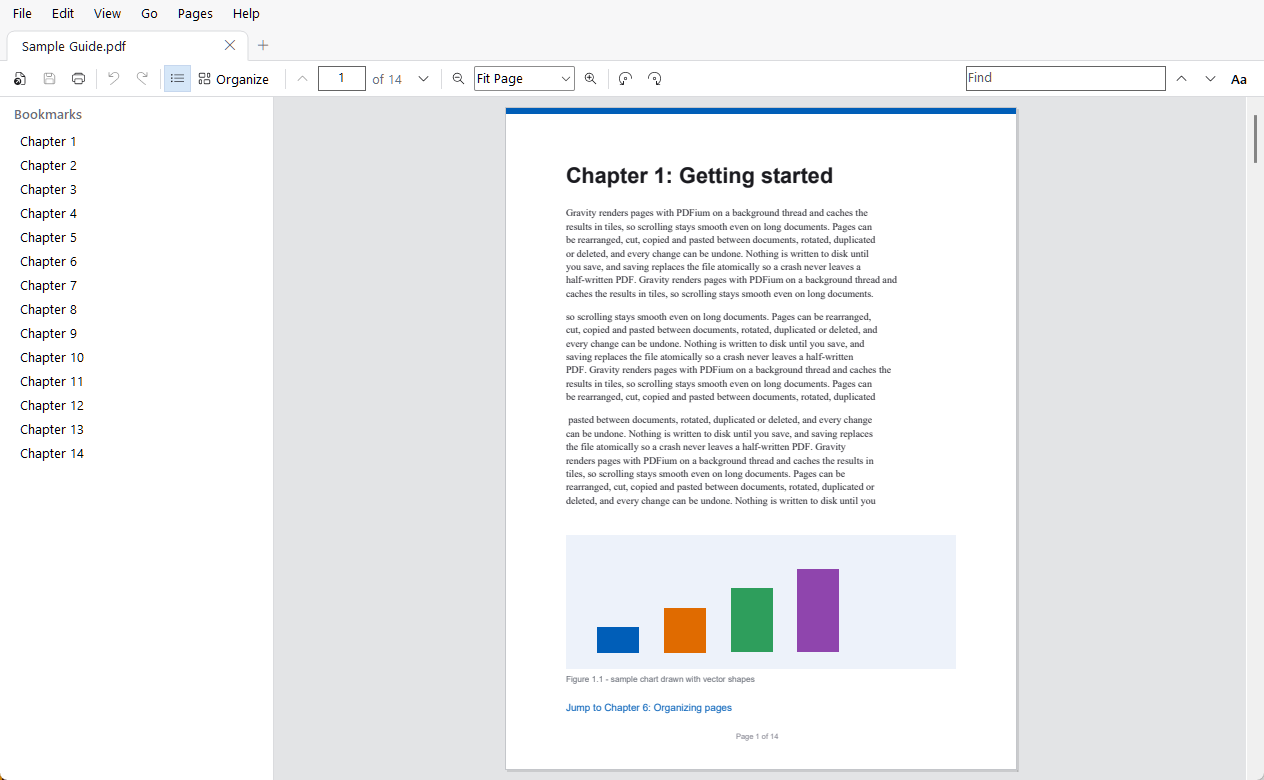 File Edit View Go Pages Help
Sample Guide.pdf
Organize 1 of 14 Fit Page Find Aa
Bookmarks
Chapter 1
Chapter 2
Chapter 3
Chapter 4
Chapter 5
Chapter 6
Chapter 7
Chapter 8
Chapter 9
Chapter 10
Chapter 11
Chapter 12
Chapter 13
Chapter 14
Chapter 1: Getting started
Gravity renders pages with PDFium on a background thread and caches the
results in tiles, so scrolling stays smooth even on long documents. Pages can
be rearranged, cut, copied and pasted between documents, rotated, duplicated
or deleted, and every change can be undone. Nothing is written to disk until
you save, and saving replaces the file atomically so a crash never leaves a
half-written PDF. Gravity renders pages with PDFium on a background thread and
caches the results in tiles, so scrolling stays smooth even on long documents.
so scrolling stays smooth even on long documents. Pages can be rearranged,
cut, copied and pasted between documents, rotated, duplicated or deleted, and
every change can be undone. Nothing is written to disk until you save, and
saving replaces the file atomically so a crash never leaves a half-written
PDF. Gravity renders pages with PDFium on a background thread and caches the
results in tiles, so scrolling stays smooth even on long documents. Pages can
be rearranged, cut, copied and pasted between documents, rotated, duplicated
pasted between documents, rotated, duplicated or deleted, and every change
can be undone. Nothing is written to disk until you save, and saving replaces
the file atomically so a crash never leaves a half-written PDF. Gravity
renders pages with PDFium on a background thread and caches the results in
tiles, so scrolling stays smooth even on long documents. Pages can be
rearranged, cut, copied and pasted between documents, rotated, duplicated or
deleted, and every change can be undone. Nothing is written to disk until you
Figure 1.1 - sample chart drawn with vector shapes
Jump to Chapter 6: Organizing pages
Page 1 of 14